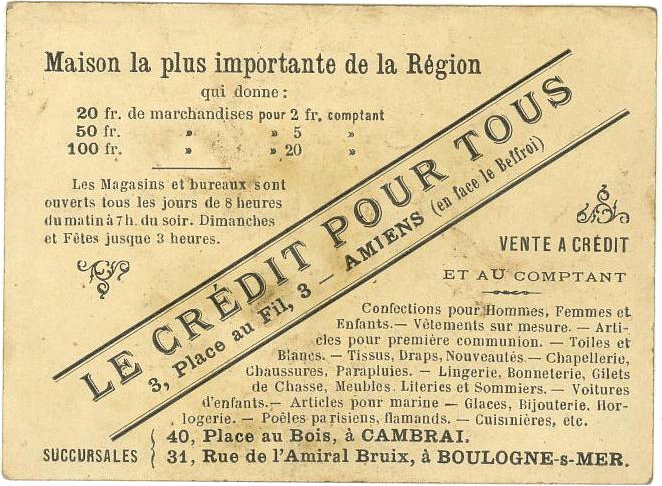 Maison la plus importante de la Région
qui donne :
20 fr. de marchandises pour 2 fr. comptant
50 fr. » » 5 »
100 fr. » » 20 »
Les Magasins et bureaux sont
ouverts tous les jours de 8 heures
du matin à 7 h. du soir. Dimanches
et Fêtes jusque 3 heures.
LE CRÉDIT POUR TOUS
3, Place au Fil, 3 — AMIENS (en face le Beffroi)
VENTE A CRÉDIT
ET AU COMPTANT
Confections pour Hommes, Femmes et
Enfants. — Vêtements sur mesure. — Arti-
cles pour première communion. — Toiles et
Blancs. — Tissus, Draps, Nouveautés. — Chapellerie,
Chaussures, Parapluies. — Lingerie, Bonneterie, Gilets
de Chasse, Meubles, Literies et Sommiers. — Voitures
d'enfants. — Articles pour marine — Glaces, Bijouterie, Hor-
logerie. — Poêles parisiens, flamands. — Cuisinières, etc.
SUCCURSALES { 40, Place au Bois, à CAMBRAI.
31, Rue de l'Amiral Bruix, à BOULOGNE-s-MER.